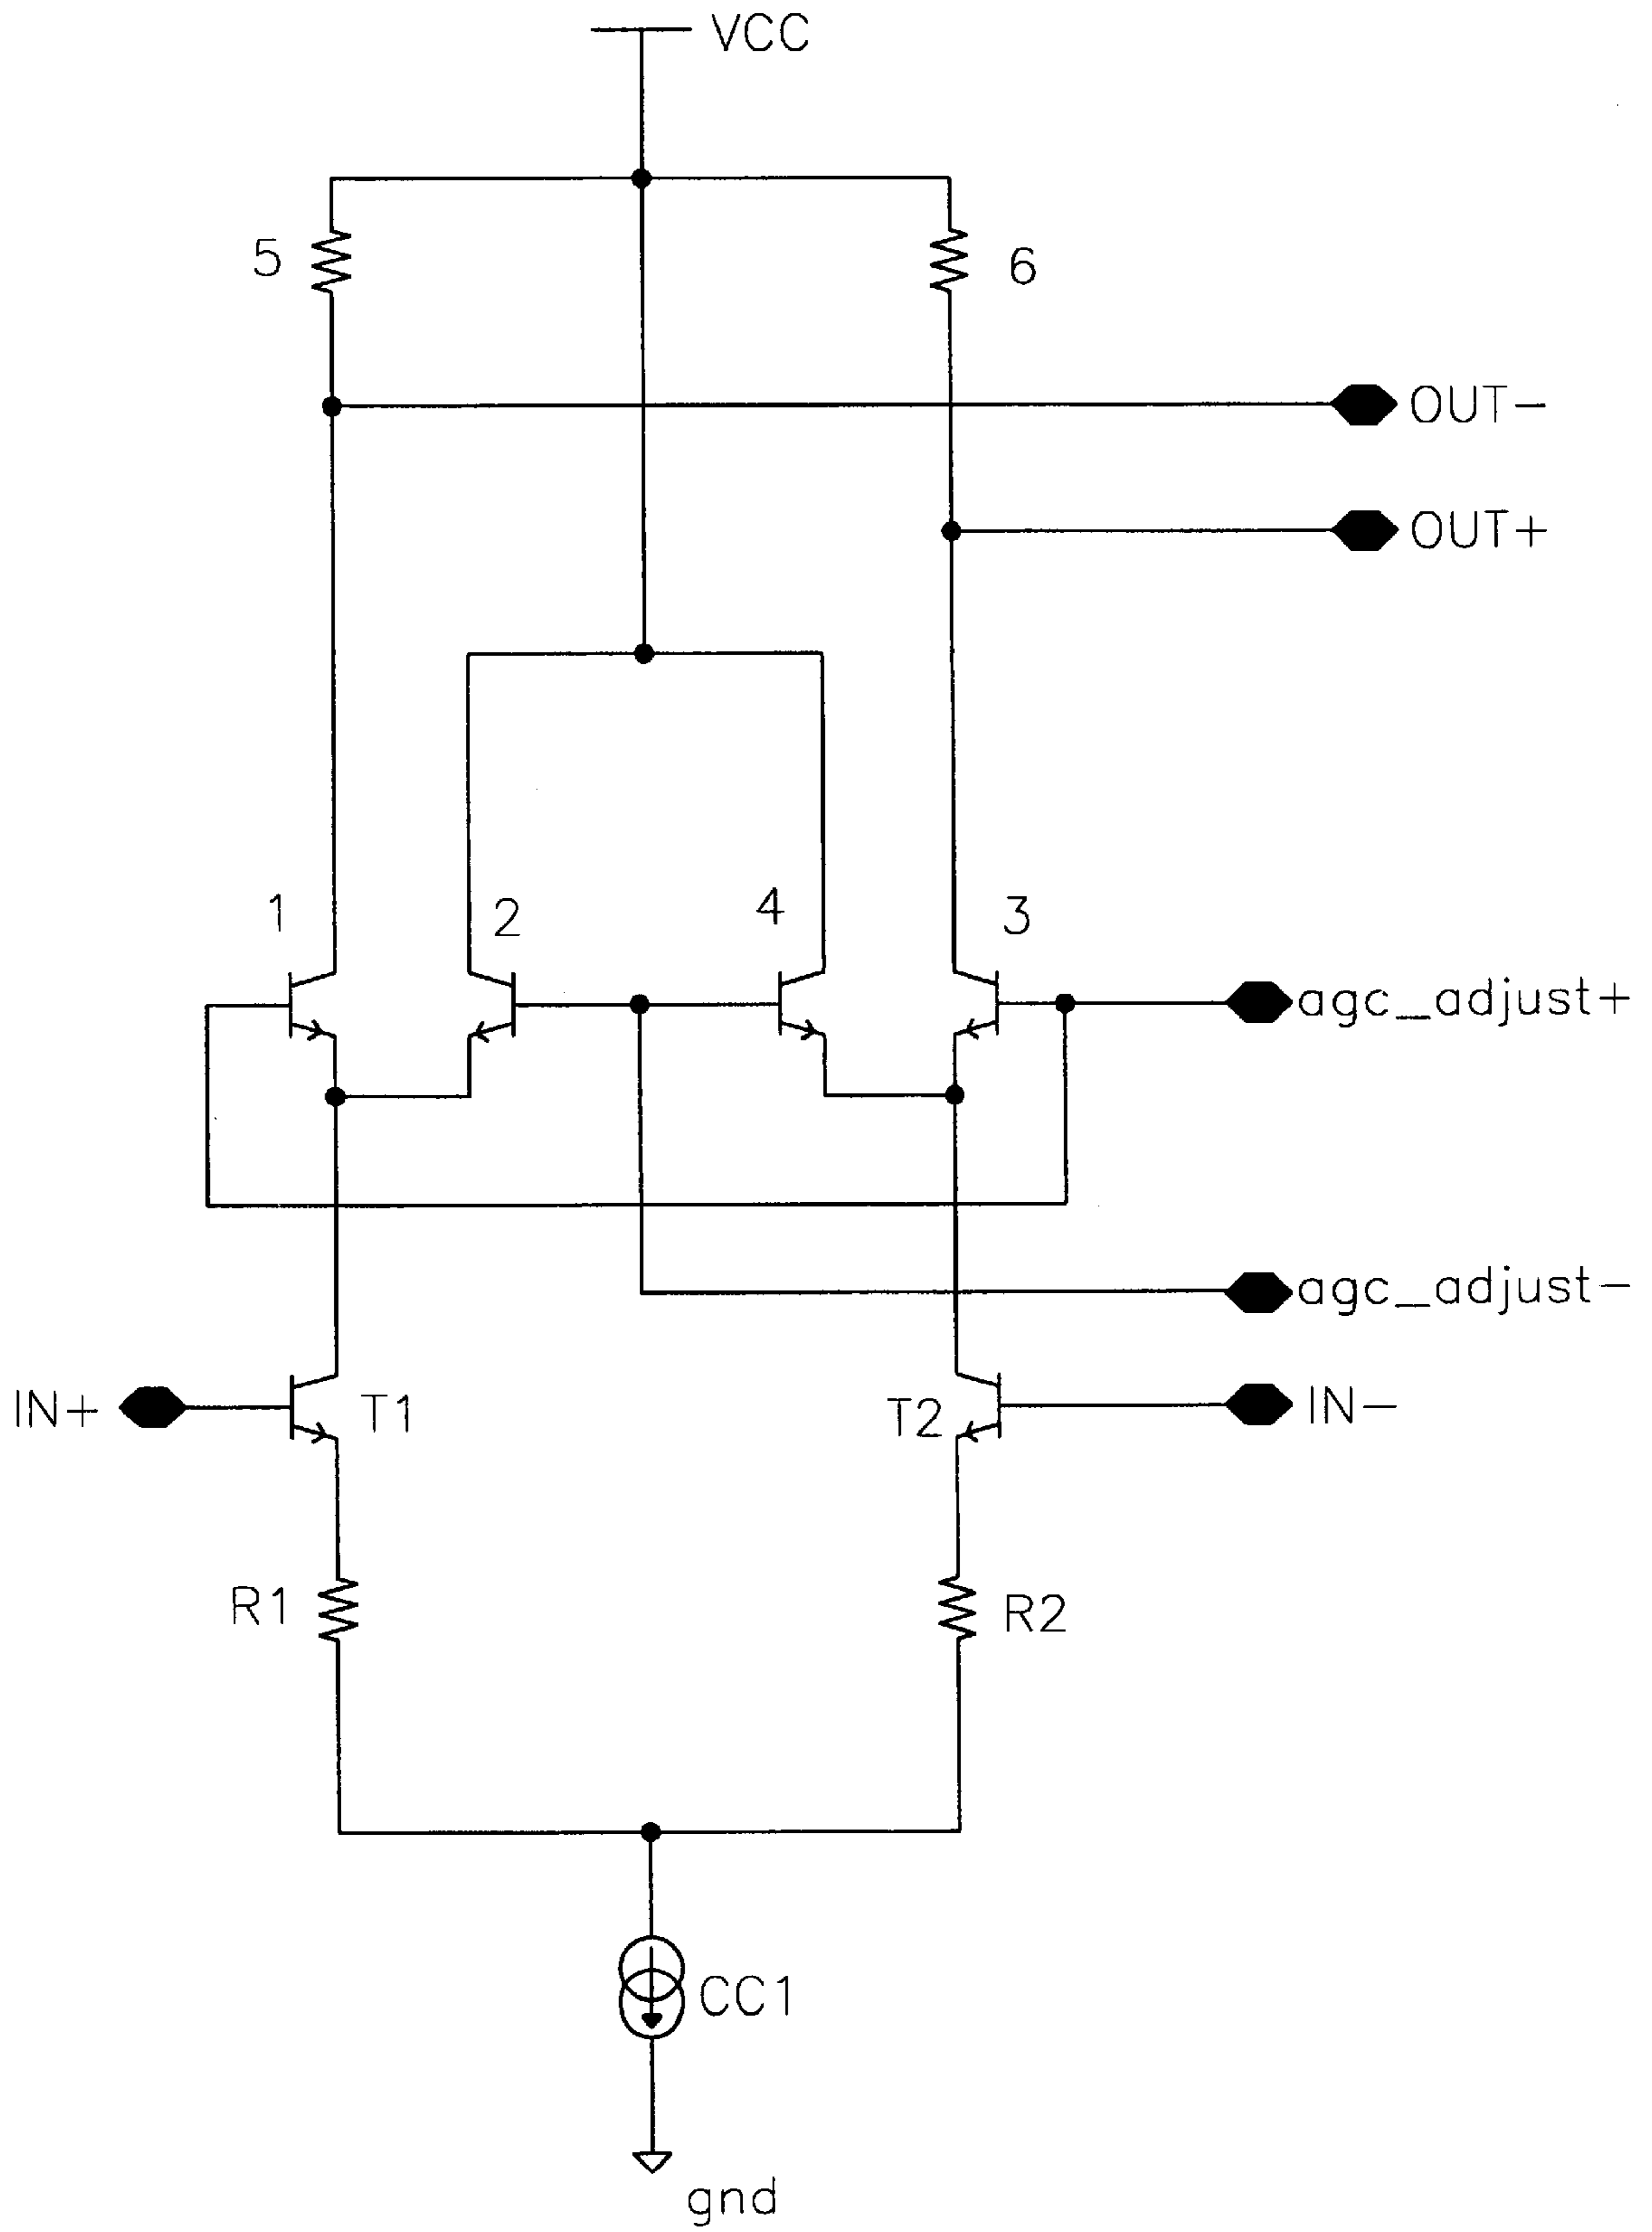 VCC
5
6
OUT-
OUT+
1
2
4
3
agc_adjust+
agc_adjust-
IN+
T1
T2
IN-
R1
R2
CC1
gnd